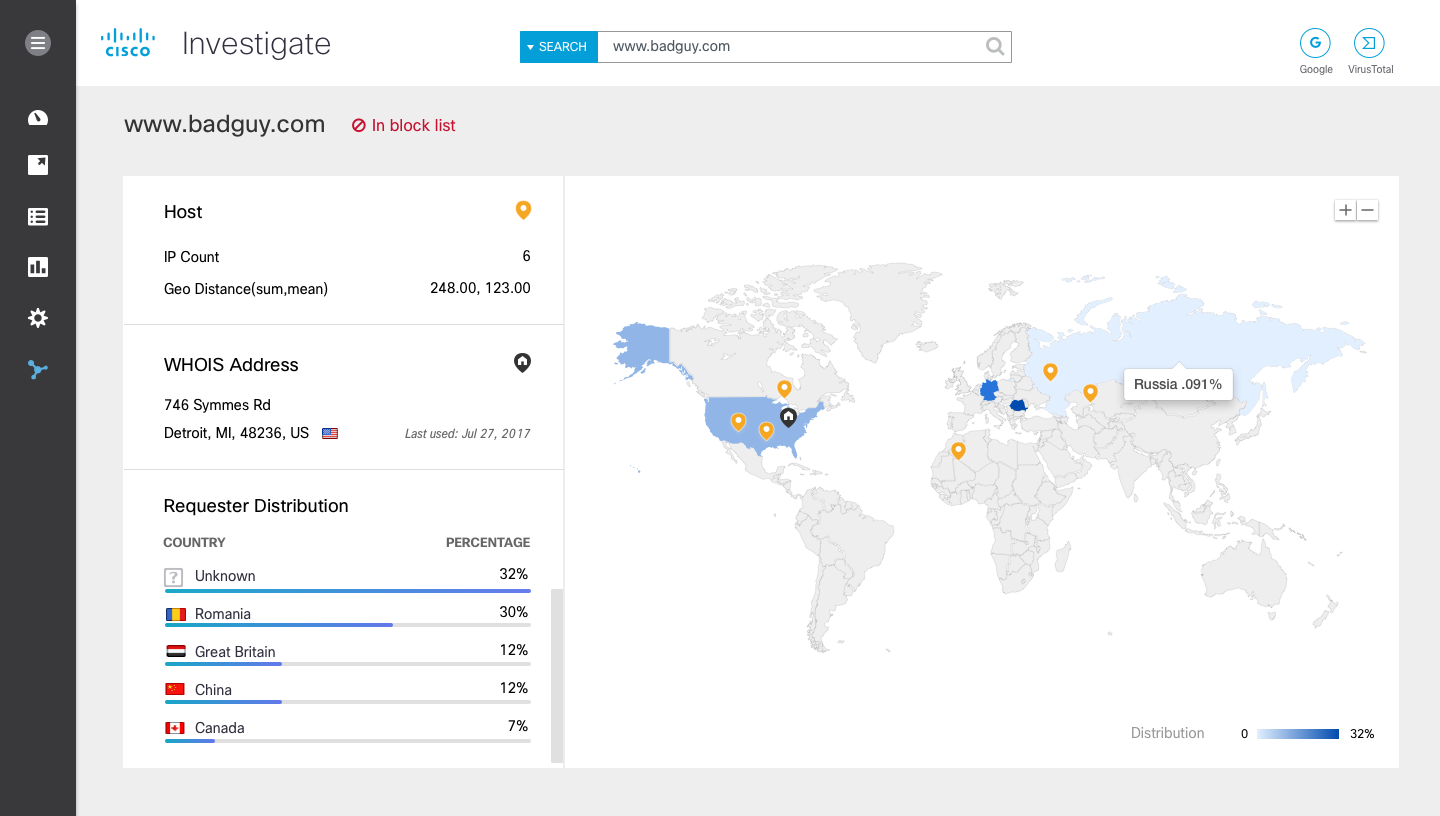 CISCO
Investigate
SEARCH
www.badguy.com
G
Google
VirusTotal
www.badguy.com
In block list
Host
IP Count 6
Geo Distance(sum,mean) 248.00, 123.00
WHOIS Address
746 Symmes Rd
Detroit, MI, 48236, US Last used: Jul 27, 2017
Requester Distribution
COUNTRY PERCENTAGE
? Unknown 32%
Romania 30%
Great Britain 12%
China 12%
Canada 7%
+ −
Russia .091%
Distribution 0 32%